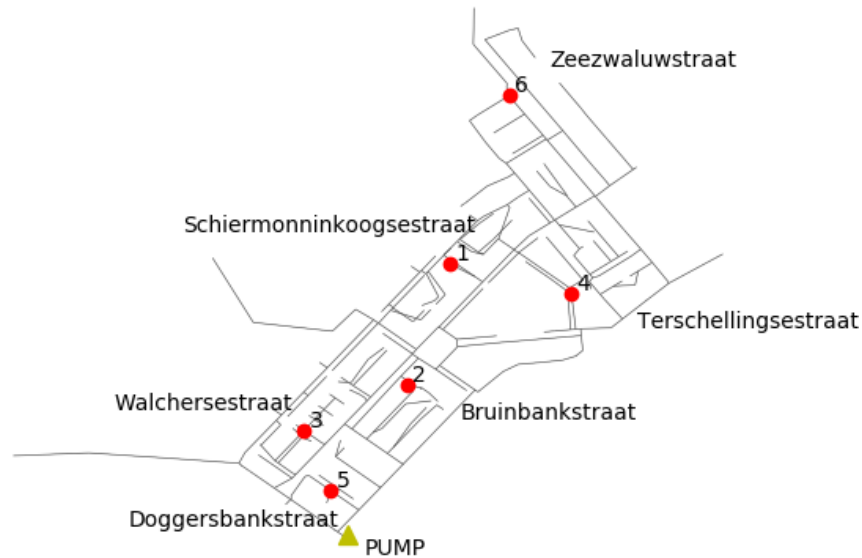 Zeezwaluwstraat
6
Schiermonninkoogsestraat
1
4
Terschellingsestraat
2
Walchersestraat
Bruinbankstraat
3
5
Doggersbankstraat
PUMP